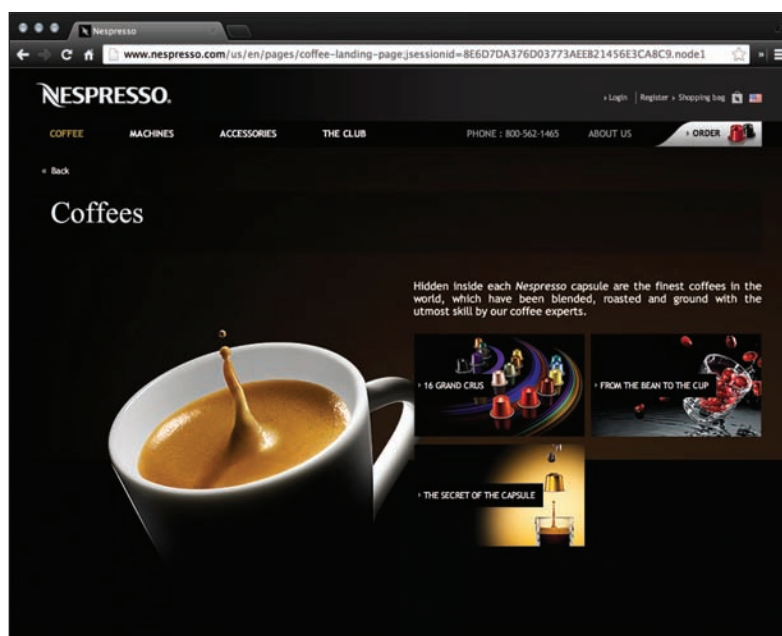 Nespresso
www.nespresso.com/us/en/pages/coffee-landing-page;jsessionid=8E6D7DA376D03773AEEB21456E3CA8C9.node1
NESPRESSO.
› Login | Register › Shopping bag
COFFEE MACHINES ACCESSORIES THE CLUB PHONE : 800-562-1465 ABOUT US › ORDER
« Back
Coffees
Hidden inside each Nespresso capsule are the finest coffees in the
world, which have been blended, roasted and ground with the
utmost skill by our coffee experts.
› 16 GRAND CRUS › FROM THE BEAN TO THE CUP
› THE SECRET OF THE CAPSULE